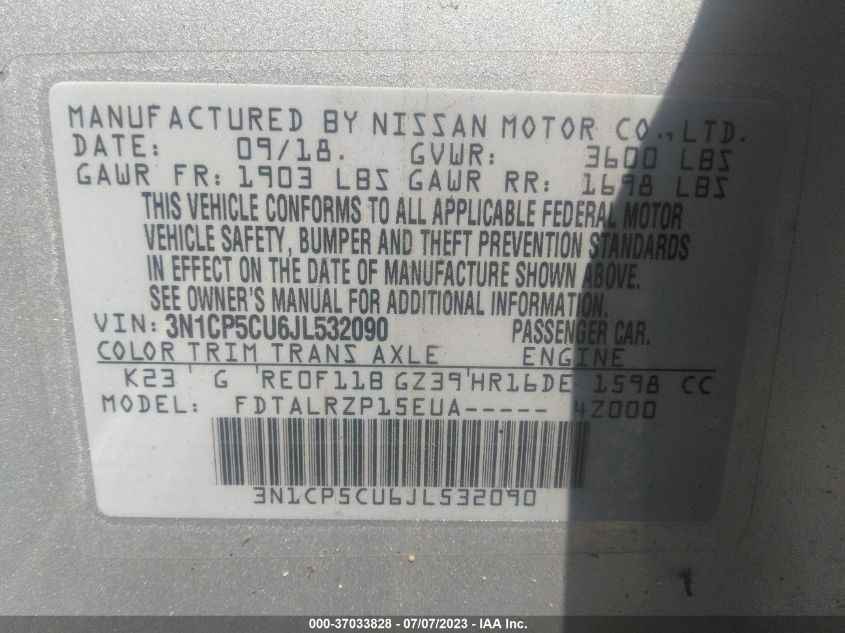 MANUFACTURED BY NISSAN MOTOR CO., LTD.
DATE: 09/18. GVWR: 3600 LBS
GAWR FR: 1903 LBS GAWR RR: 1698 LBS
THIS VEHICLE CONFORMS TO ALL APPLICABLE FEDERAL MOTOR
VEHICLE SAFETY, BUMPER AND THEFT PREVENTION STANDARDS
IN EFFECT ON THE DATE OF MANUFACTURE SHOWN ABOVE.
SEE OWNER'S MANUAL FOR ADDITIONAL INFORMATION.
VIN: 3N1CP5CU6JL532090 PASSENGER CAR.
COLOR TRIM TRANS AXLE ENGINE
K23 G RE0F11B GZ39 HR16DE 1598 CC
MODEL: FDTALRZP15EUA----- 4Z000
3N1CP5CU6JL532090
000-37033828 - 07/07/2023 - IAA Inc.